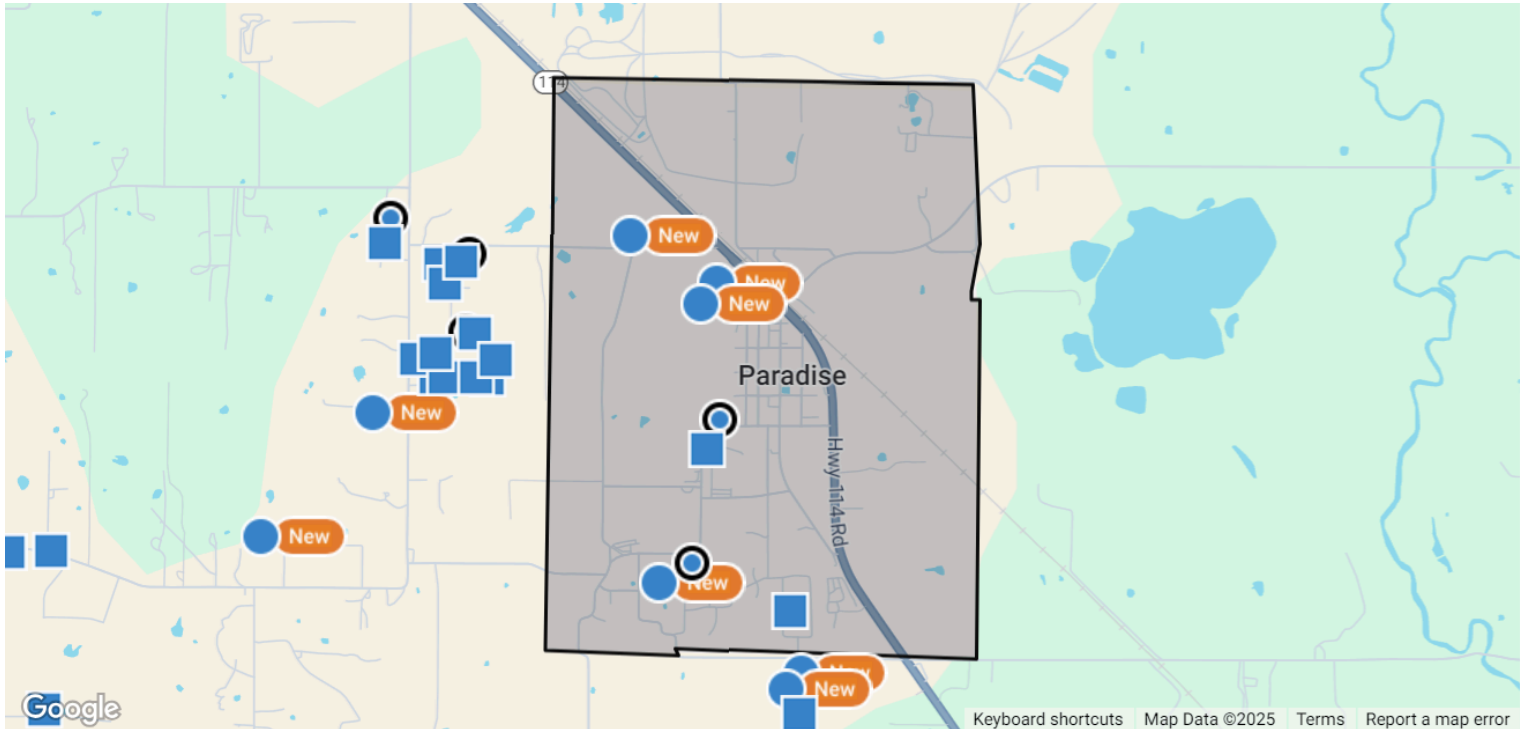 114
New
New
New
Paradise
New
Hwy 114 Rd
New
New
New
New
Google
Keyboard shortcuts
Map Data ©2025
Terms
Report a map error